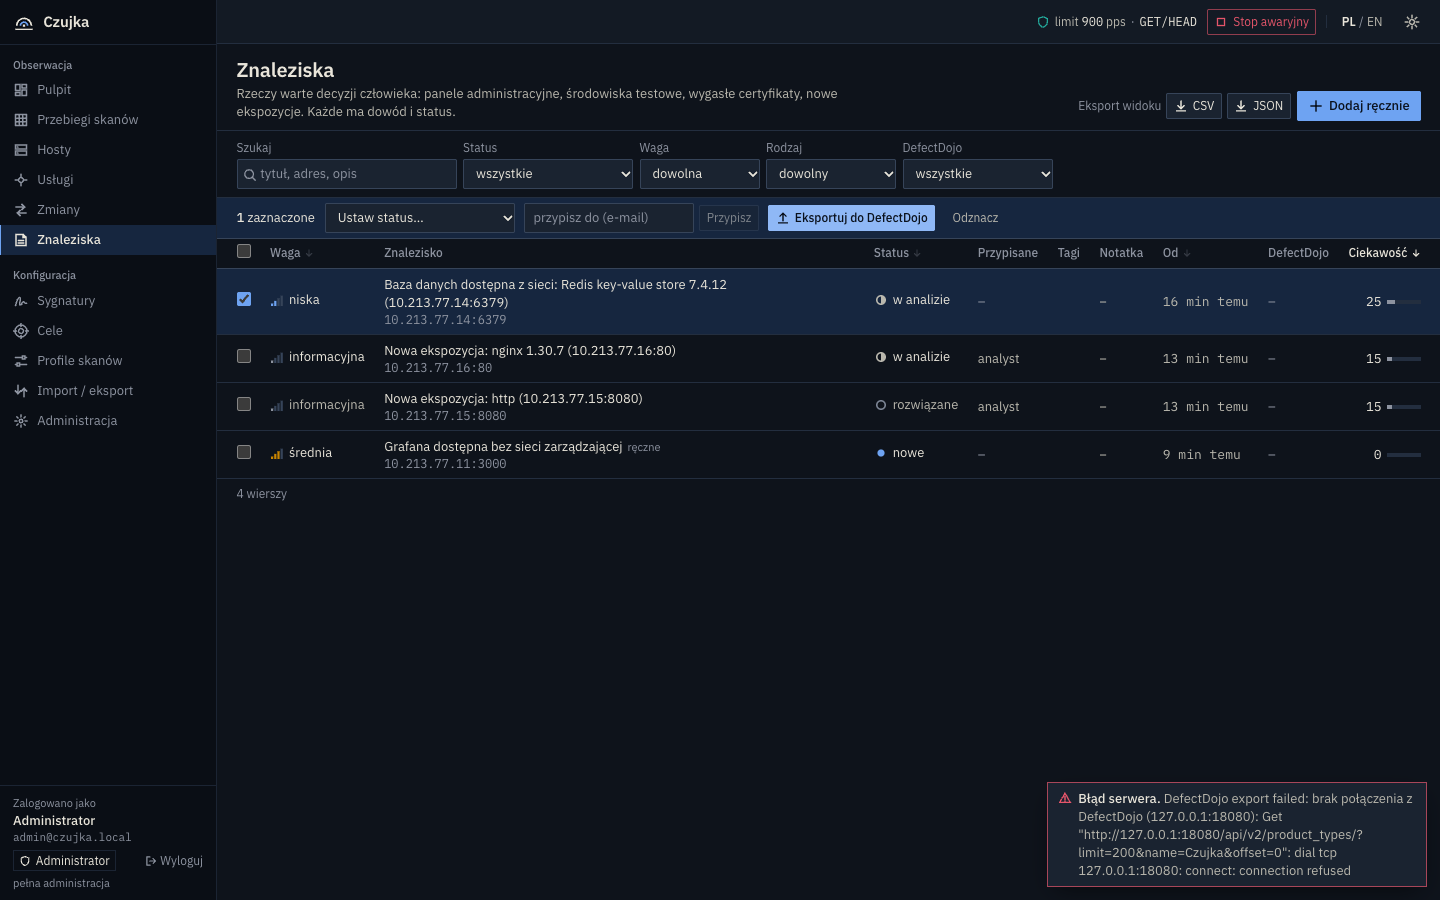 Czujka
limit 900 pps · GET/HEAD
Stop awaryjny
PL / EN
Obserwacja
Pulpit
Przebiegi skanów
Hosty
Usługi
Zmiany
Znaleziska
Konfiguracja
Sygnatury
Cele
Profile skanów
Import / eksport
Administracja
Zalogowano jako
Administrator
admin@czujka.local
Administrator
Wyloguj
pełna administracja
Znaleziska
Rzeczy warte decyzji człowieka: panele administracyjne, środowiska testowe, wygasłe certyfikaty, nowe
ekspozycje. Każde ma dowód i status.
Eksport widoku
CSV
JSON
Dodaj ręcznie
Szukaj Status Waga Rodzaj DefectDojo
tytuł, adres, opis wszystkie dowolna dowolny wszystkie
1 zaznaczone Ustaw status... przypisz do (e-mail) Przypisz Eksportuj do DefectDojo Odznacz
Waga ↓ Znalezisko Status ↓ Przypisane Tagi Notatka Od ↓ DefectDojo Ciekawość ↓
niska Baza danych dostępna z sieci: Redis key-value store 7.4.12
(10.213.77.14:6379) w analizie – – 16 min temu – 25
10.213.77.14:6379
informacyjna Nowa ekspozycja: nginx 1.30.7 (10.213.77.16:80) w analizie analyst – 13 min temu – 15
10.213.77.16:80
informacyjna Nowa ekspozycja: http (10.213.77.15:8080) rozwiązane analyst – 13 min temu – 15
10.213.77.15:8080
średnia Grafana dostępna bez sieci zarządzającej ręczne nowe – – 9 min temu – 0
10.213.77.11:3000
4 wierszy
Błąd serwera. DefectDojo export failed: brak połączenia z
DefectDojo (127.0.0.1:18080): Get
"http://127.0.0.1:18080/api/v2/product_types/?
limit=200&name=Czujka&offset=0": dial tcp
127.0.0.1:18080: connect: connection refused